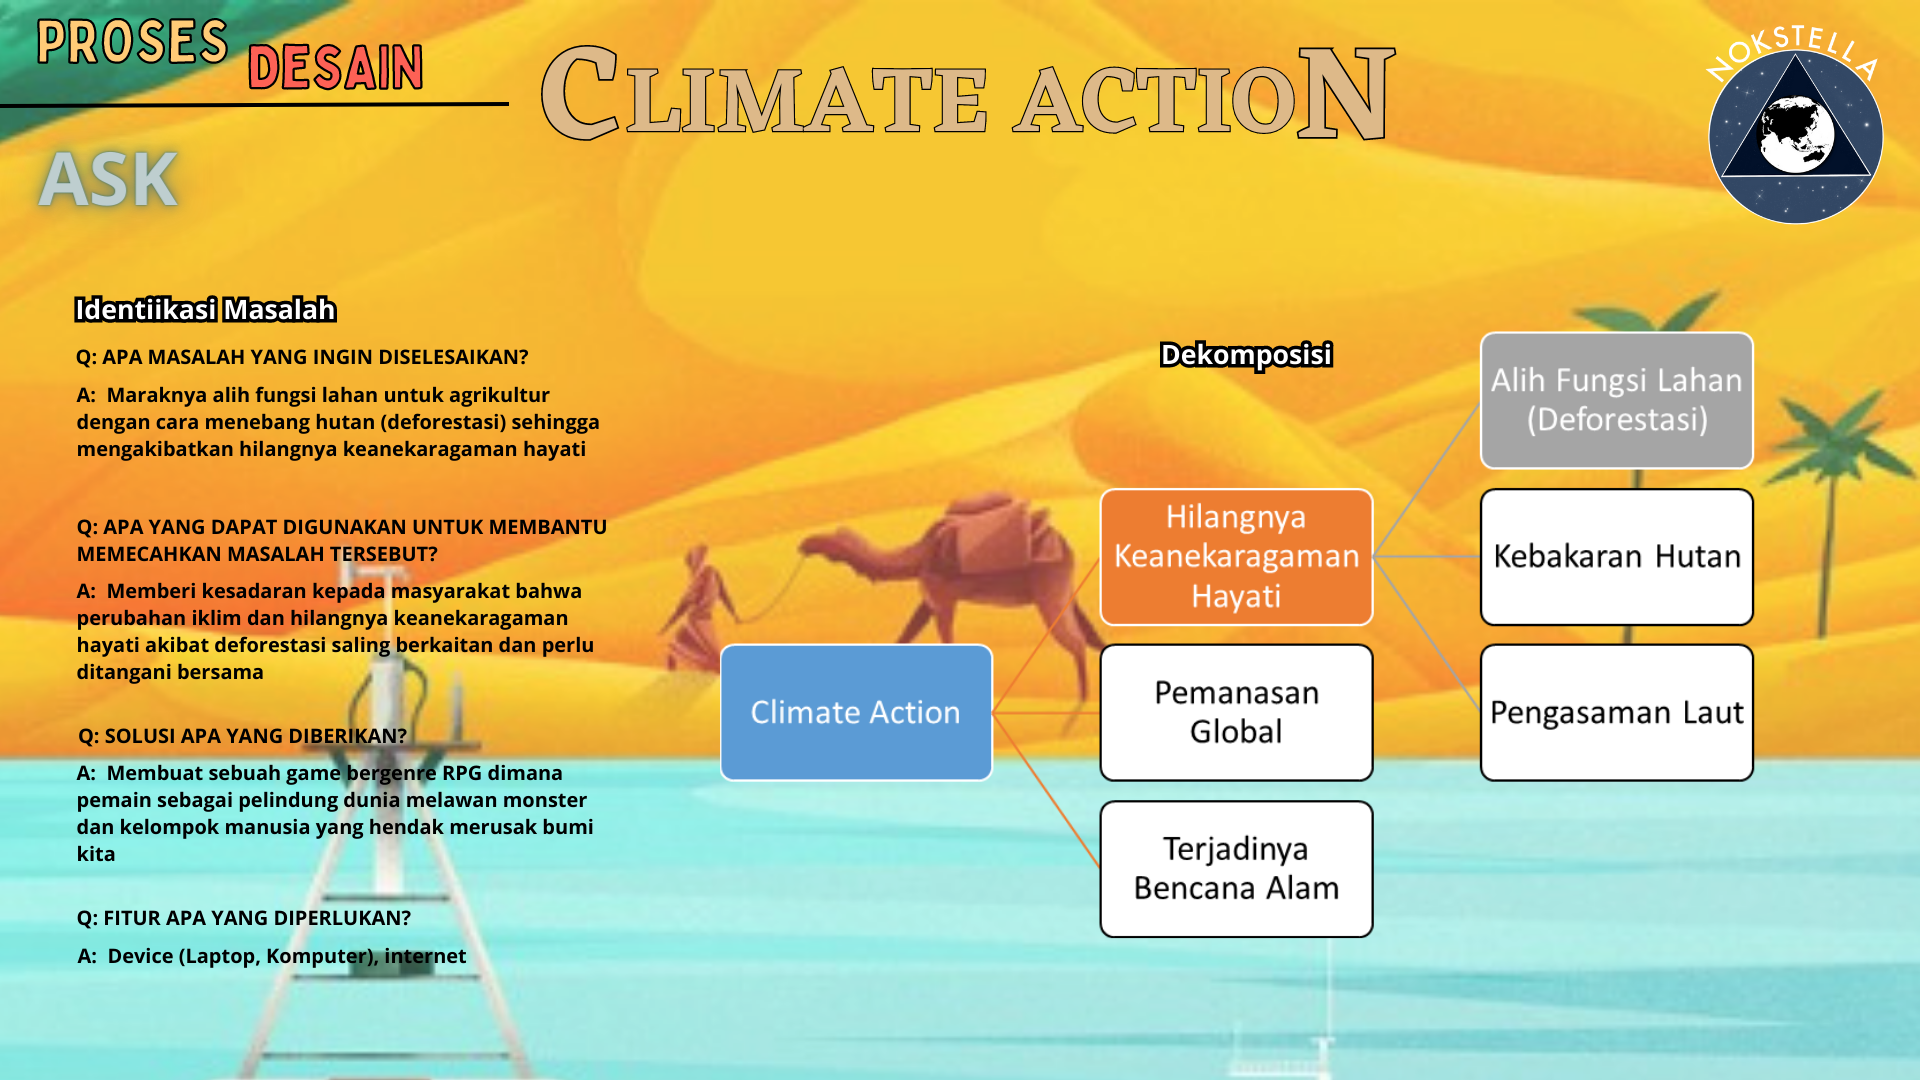 PROSES
DESAIN
CLIMATE ACTION
NOKSTELLA
ASK
Identiikasi Masalah
Q: APA MASALAH YANG INGIN DISELESAIKAN?
A: Maraknya alih fungsi lahan untuk agrikultur
dengan cara menebang hutan (deforestasi) sehingga
mengakibatkan hilangnya keanekaragaman hayati
Q: APA YANG DAPAT DIGUNAKAN UNTUK MEMBANTU
MEMECAHKAN MASALAH TERSEBUT?
A: Memberi kesadaran kepada masyarakat bahwa
perubahan iklim dan hilangnya keanekaragaman
hayati akibat deforestasi saling berkaitan dan perlu
ditangani bersama
Q: SOLUSI APA YANG DIBERIKAN?
A: Membuat sebuah game bergenre RPG dimana
pemain sebagai pelindung dunia melawan monster
dan kelompok manusia yang hendak merusak bumi
kita
Q: FITUR APA YANG DIPERLUKAN?
A: Device (Laptop, Komputer), internet
Dekomposisi
Climate Action
Hilangnya
Keanekaragaman
Hayati
Pemanasan
Global
Terjadinya
Bencana Alam
Alih Fungsi Lahan
(Deforestasi)
Kebakaran Hutan
Pengasaman Laut